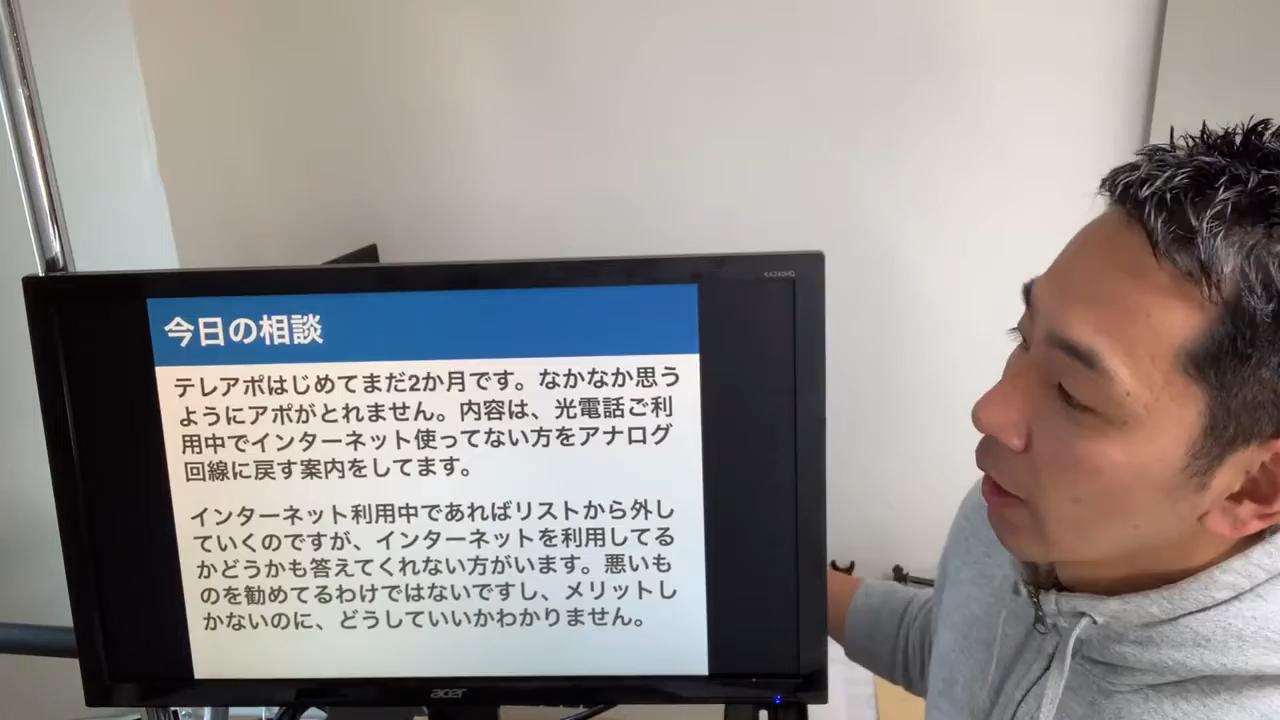 KA240HQ
今日の相談
テレアポはじめてまだ2か月です。なかなか思う
ようにアポがとれません。内容は、光電話ご利
用中でインターネット使ってない方をアナログ
回線に戻す案内をしてます。
インターネット利用中であればリストから外し
ていくのですが、インターネットを利用してる
かどうかも答えてくれない方がいます。悪いも
のを勧めてるわけではないですし、メリットし
かないのに、どうしていいかわかりません。
acer